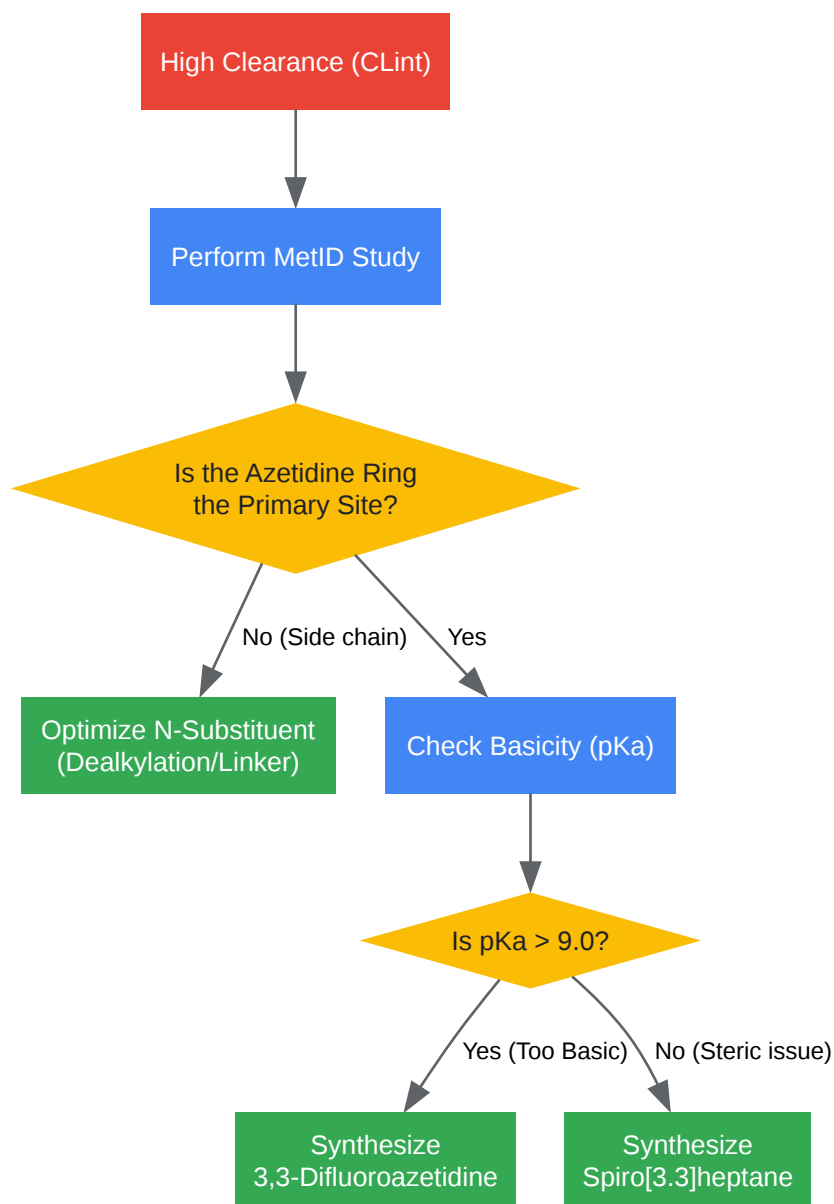 High Clearance (CLint)
Perform MetID Study
Is the Azetidine Ring
the Primary Site?
No (Side chain)
Yes
Optimize N-Substituent
(Dealkylation/Linker)
Check Basicity (pKa)
Is pKa > 9.0?
Yes (Too Basic)
No (Steric issue)
Synthesize
3,3-Difluoroazetidine
Synthesize
Spiro[3.3]heptane